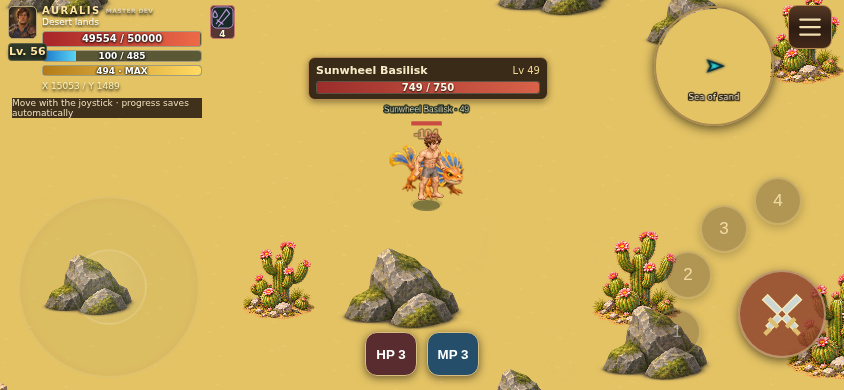 AURALIS MASTER DEV
Desert lands
49554 / 50000
Lv. 56
100 / 485
494 · MAX
X 15053 / Y 1489
Move with the joystick · progress saves
automatically
4
Sunwheel Basilisk Lv 49
749 / 750
Sunwheel Basilisk · 49
Sea of sand
4
3
2
1
HP 3
MP 3